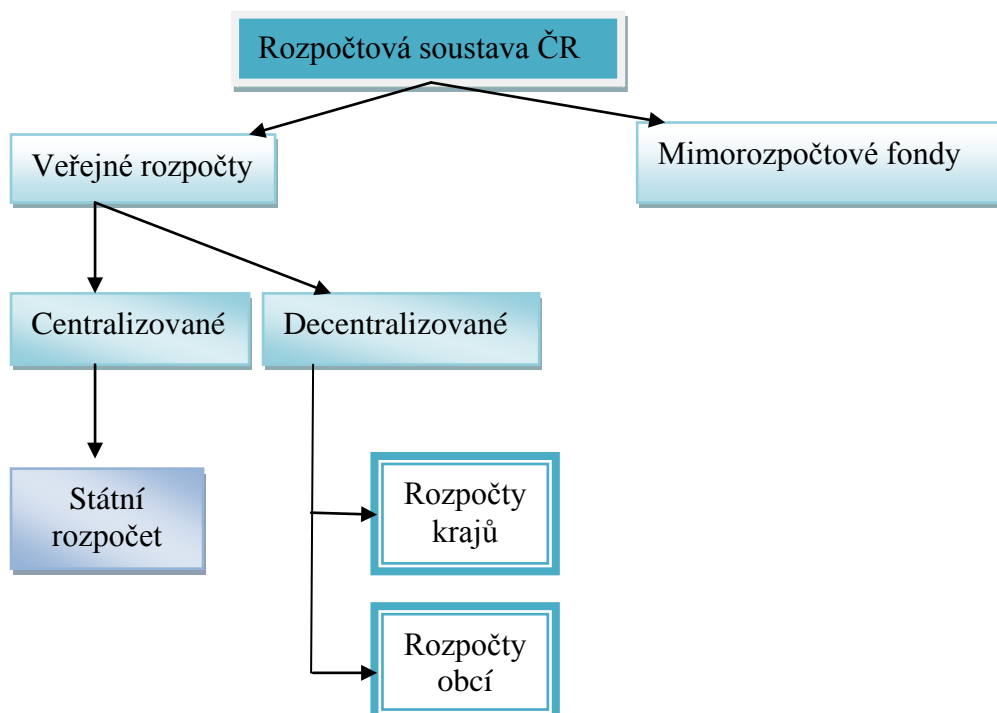 Rozpočtová soustava ČR
Veřejné rozpočty
Mimorozpočtové fondy
Centralizované
Decentralizované
Státní
rozpočet
Rozpočty
krajů
Rozpočty
obcí